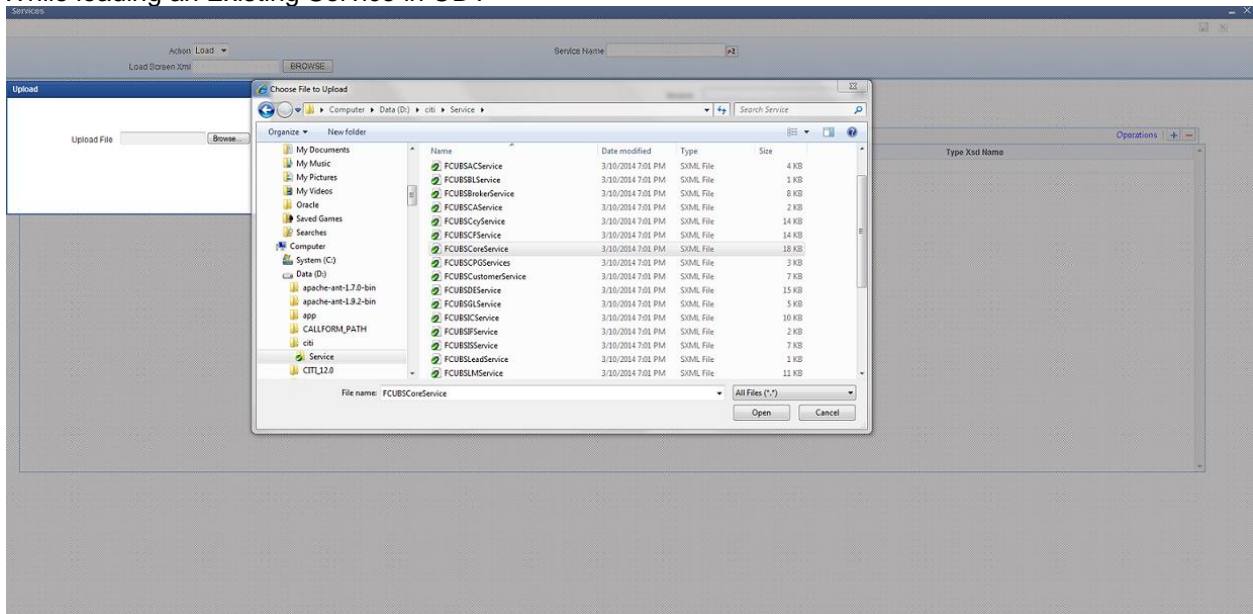 Services
Action Load
Service Name
Load Screen Xml
BROWSE
Upload
Upload File
Browse...
Choose File to Upload
Computer ▸ Data (D:) ▸ citi ▸ Service ▸
Search Service
Organize ▾ New folder
My Documents
My Music
My Pictures
My Videos
Oracle
Saved Games
Searches
Computer
System (C:)
Data (D:)
apache-ant-1.7.0-bin
apache-ant-1.9.2-bin
app
CALLFORM_PATH
citi
Service
CITI_12.0
Name Date modified Type Size
FCUBSACService 3/10/2014 7:01 PM SXML File 4 KB
FCUBSBLService 3/10/2014 7:01 PM SXML File 1 KB
FCUBSBrokerService 3/10/2014 7:01 PM SXML File 8 KB
FCUBSCAService 3/10/2014 7:01 PM SXML File 2 KB
FCUBSCcyService 3/10/2014 7:01 PM SXML File 14 KB
FCUBSCFService 3/10/2014 7:01 PM SXML File 14 KB
FCUBSCoreService 3/10/2014 7:01 PM SXML File 18 KB
FCUBSCPGServices 3/10/2014 7:01 PM SXML File 3 KB
FCUBSCustomerService 3/10/2014 7:01 PM SXML File 7 KB
FCUBSDEService 3/10/2014 7:01 PM SXML File 15 KB
FCUBSGLService 3/10/2014 7:01 PM SXML File 5 KB
FCUBSICService 3/10/2014 7:01 PM SXML File 10 KB
FCUBSIFService 3/10/2014 7:01 PM SXML File 2 KB
FCUBSISService 3/10/2014 7:01 PM SXML File 7 KB
FCUBSLeadService 3/10/2014 7:01 PM SXML File 1 KB
FCUBSLMService 3/10/2014 7:01 PM SXML File 11 KB
File name: FCUBSCoreService
All Files (*.*)
Open Cancel
Operations
Type Xsd Name